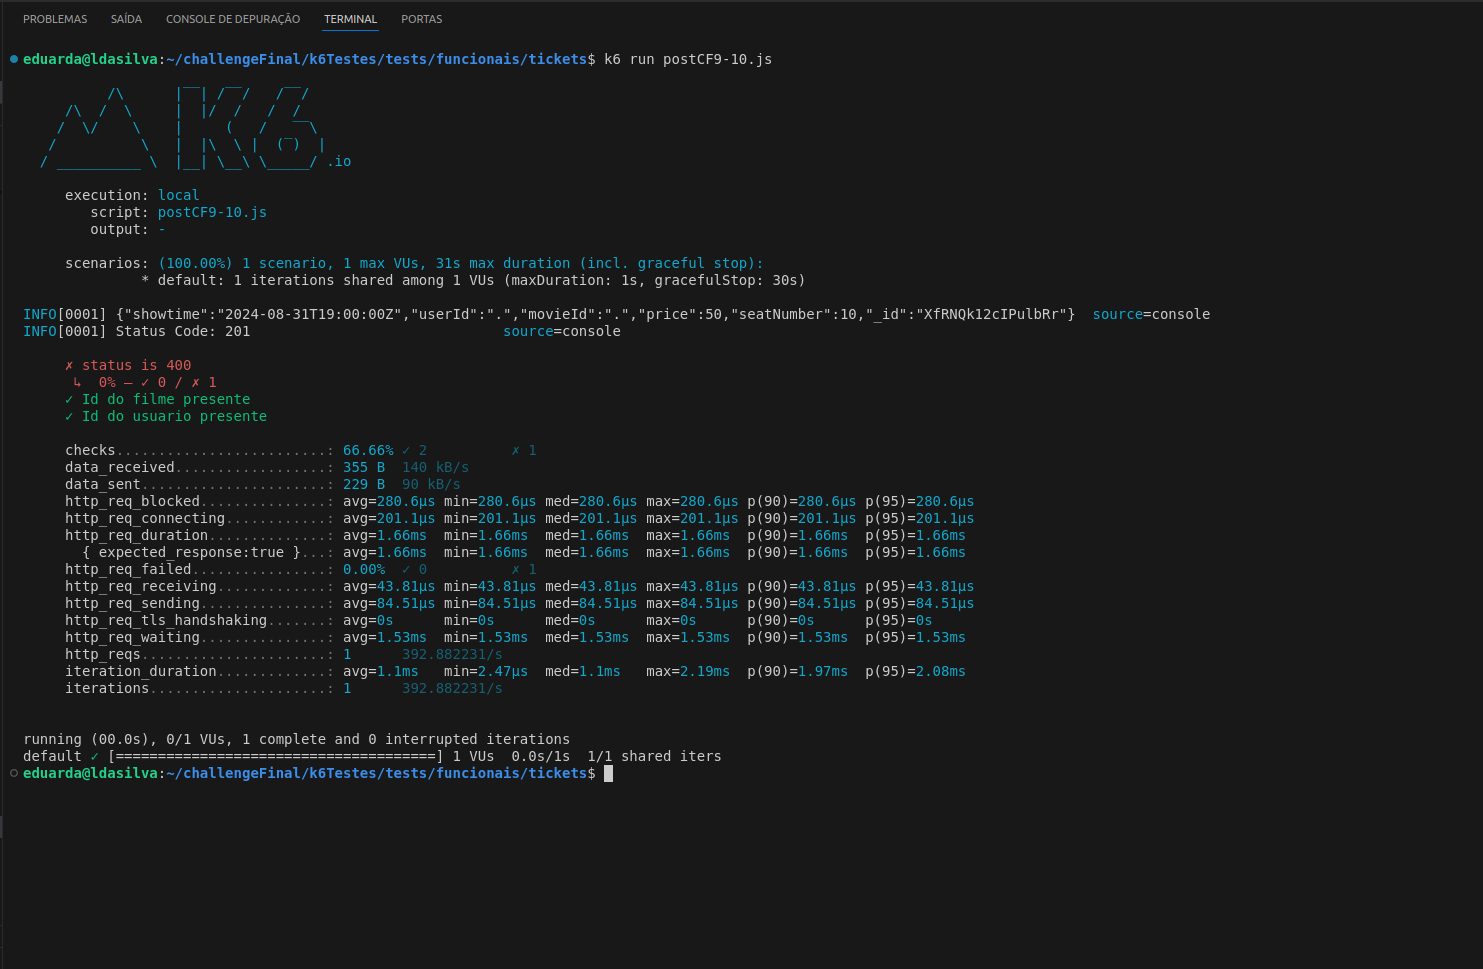 PROBLEMAS SAÍDA CONSOLE DE DEPURAÇÃO TERMINAL PORTAS
eduarda@ldasilva:~/challengeFinal/k6Testes/tests/funcionais/tickets$ k6 run postCF9-10.js
          /\      |‾‾| /‾‾/   /‾‾/
     /\  /  \     |  |/  /   /  /
    /  \/    \    |     (   /   ‾‾\
   /          \   |  |\  \ |  (‾)  |
  / __________ \  |__| \__\ \_____/ .io
execution: local
script: postCF9-10.js
output: -
scenarios: (100.00%) 1 scenario, 1 max VUs, 31s max duration (incl. graceful stop):
* default: 1 iterations shared among 1 VUs (maxDuration: 1s, gracefulStop: 30s)
INFO[0001] {"showtime":"2024-08-31T19:00:00Z","userId":".","movieId":".","price":50,"seatNumber":10,"_id":"XfRNQk12cIPulbRr"} source=console
INFO[0001] Status Code: 201 source=console
✗ status is 400
↳ 0% — ✓ 0 / ✗ 1
✓ Id do filme presente
✓ Id do usuario presente
checks.........................: 66.66% ✓ 2 ✗ 1
data_received..................: 355 B 140 kB/s
data_sent......................: 229 B 90 kB/s
http_req_blocked...............: avg=280.6µs min=280.6µs med=280.6µs max=280.6µs p(90)=280.6µs p(95)=280.6µs
http_req_connecting............: avg=201.1µs min=201.1µs med=201.1µs max=201.1µs p(90)=201.1µs p(95)=201.1µs
http_req_duration..............: avg=1.66ms min=1.66ms med=1.66ms max=1.66ms p(90)=1.66ms p(95)=1.66ms
{ expected_response:true }...: avg=1.66ms min=1.66ms med=1.66ms max=1.66ms p(90)=1.66ms p(95)=1.66ms
http_req_failed................: 0.00% ✓ 0 ✗ 1
http_req_receiving.............: avg=43.81µs min=43.81µs med=43.81µs max=43.81µs p(90)=43.81µs p(95)=43.81µs
http_req_sending...............: avg=84.51µs min=84.51µs med=84.51µs max=84.51µs p(90)=84.51µs p(95)=84.51µs
http_req_tls_handshaking.......: avg=0s min=0s med=0s max=0s p(90)=0s p(95)=0s
http_req_waiting...............: avg=1.53ms min=1.53ms med=1.53ms max=1.53ms p(90)=1.53ms p(95)=1.53ms
http_reqs......................: 1 392.882231/s
iteration_duration.............: avg=1.1ms min=2.47µs med=1.1ms max=2.19ms p(90)=1.97ms p(95)=2.08ms
iterations.....................: 1 392.882231/s
running (00.0s), 0/1 VUs, 1 complete and 0 interrupted iterations
default ✓ [======================================] 1 VUs 0.0s/1s 1/1 shared iters
eduarda@ldasilva:~/challengeFinal/k6Testes/tests/funcionais/tickets$